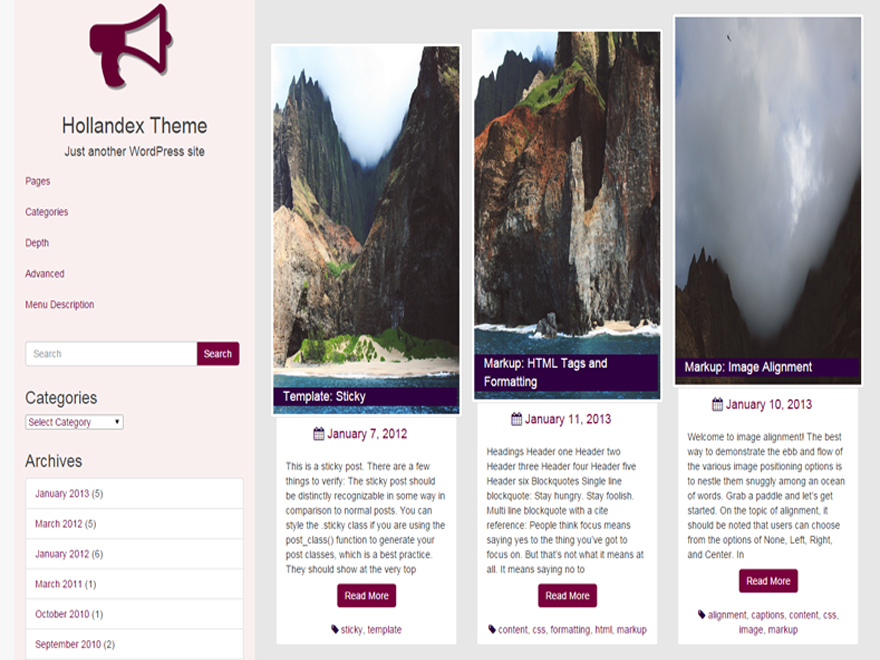 Hollandex Theme
Just another WordPress site
Pages
Categories
Depth
Advanced
Menu Description
Search
Search
Categories
Select Category
Archives
January 2013 (5)
March 2012 (5)
January 2012 (6)
March 2011 (1)
October 2010 (1)
September 2010 (2)
Template: Sticky
January 7, 2012
This is a sticky post. There are a few
things to verify: The sticky post should
be distinctly recognizable in some way in
comparison to normal posts. You can
style the .sticky class if you are using the
post_class() function to generate your
post classes, which is a best practice.
They should show at the very top
Read More
sticky, template
Markup: HTML Tags and
Formatting
January 11, 2013
Headings Header one Header two
Header three Header four Header five
Header six Blockquotes Single line
blockquote: Stay hungry. Stay foolish.
Multi line blockquote with a cite
reference: People think focus means
saying yes to the thing you've got to
focus on. But that's not what it means at
all. It means saying no to
Read More
content, css, formatting, html, markup
Markup: Image Alignment
January 10, 2013
Welcome to image alignment! The best
way to demonstrate the ebb and flow of
the various image positioning options is
to nestle them snuggly among an ocean
of words. Grab a paddle and let's get
started. On the topic of alignment, it
should be noted that users can choose
from the options of None, Left, Right,
and Center. In
Read More
alignment, captions, content, css,
image, markup